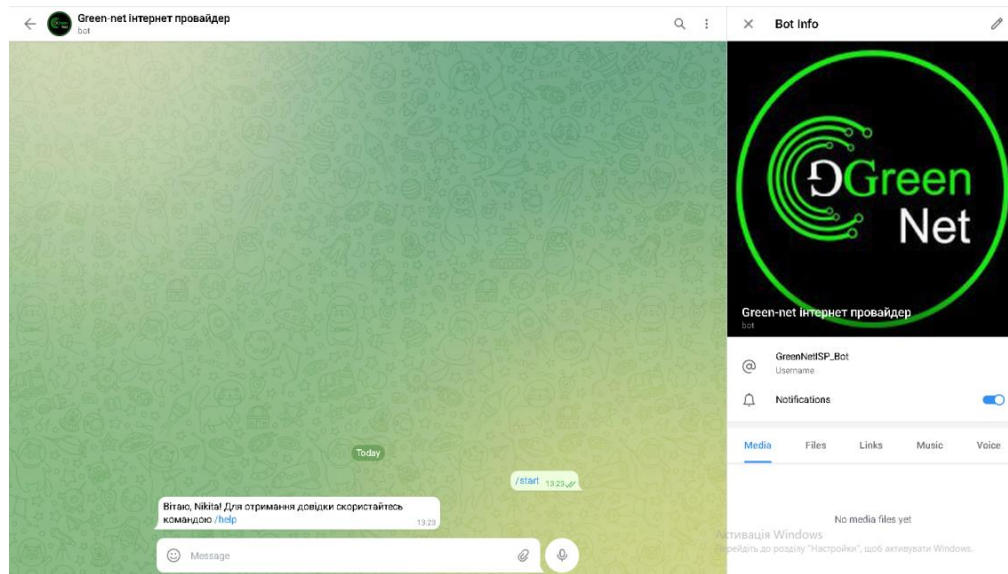 Green-net інтернет провайдер
bot
Today
/start 13:23
Вітаю, Nikita! Для отримання довідки скористайтесь
командою /help
13:23
Message
Bot Info
Green
Net
Green-net інтернет провайдер
bot
GreenNetISP_Bot
Username
Notifications
Media Files Links Music Voice
No media files yet
Активація Windows
Перейдіть до розділу "Настройки", щоб активувати Windows.